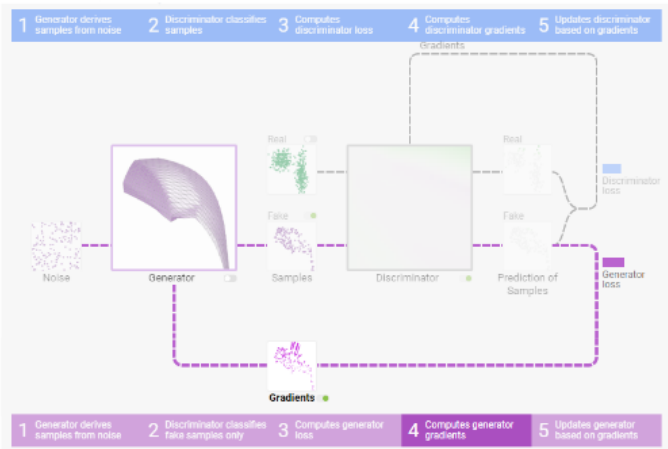 1 Generator derives samples from noise
2 Discriminator classifies samples
3 Computes discriminator loss
4 Computes discriminator gradients
5 Updates discriminator based on gradients
Gradients
Real
Real
Discriminator loss
Fake
Fake
Generator loss
Noise
Generator
Samples
Discriminator
Prediction of Samples
Gradients
1 Generator derives samples from noise
2 Discriminator classifies fake samples only
3 Computes generator loss
4 Computes generator gradients
5 Updates generator based on gradients